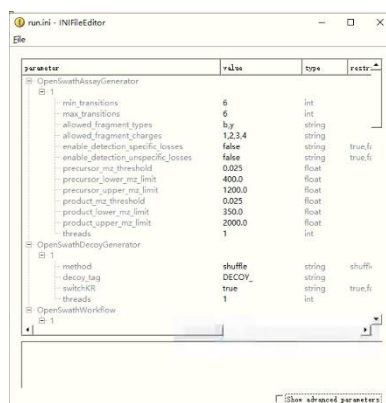 run.ini - INIFileEditor
File
parameter value type restri
OpenSwathAssayGenerator
1
min_transitions 6 int
max_transitions 6 int
allowed_fragment_types b,y string
allowed_fragment_charges 1,2,3,4 string
enable_detection_specific_losses false string true,fa
enable_detection_unspecific_losses false string true,fa
precursor_mz_threshold 0.025 float
precursor_lower_mz_limit 400.0 float
precursor_upper_mz_limit 1200.0 float
product_mz_threshold 0.025 float
product_lower_mz_limit 350.0 float
product_upper_mz_limit 2000.0 float
threads 1 int
OpenSwathDecoyGenerator
1
method shuffle string shuffl
decoy_tag DECOY_ string
switchKR true string true,fa
threads 1 int
OpenSwathWorkflow
1
Show advanced parameters